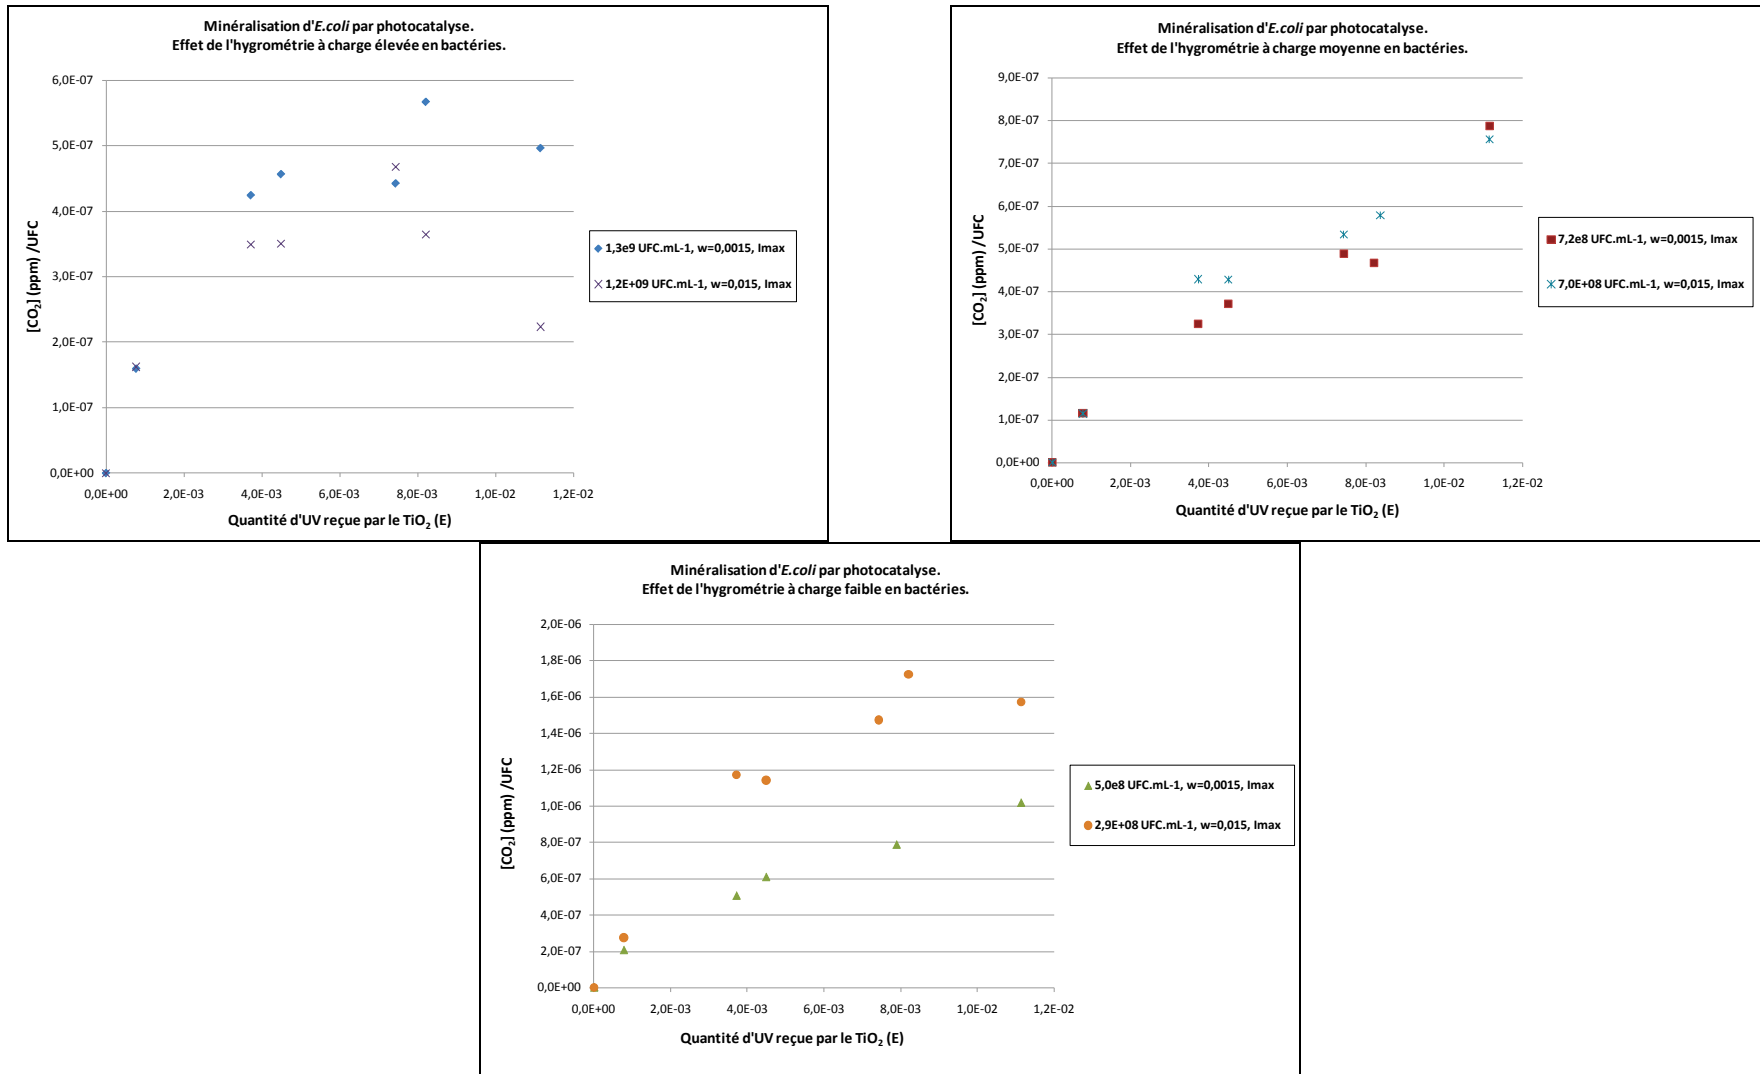 Minéralisation d'E.coli par photocatalyse.
Effet de l'hygrométrie à charge élevée en bactéries.
6,0E-07
5,0E-07
4,0E-07
3,0E-07
2,0E-07
1,0E-07
0,0E+00
[CO₂] (ppm) /UFC
0,0E+00 2,0E-03 4,0E-03 6,0E-03 8,0E-03 1,0E-02 1,2E-02
Quantité d'UV reçue par le TiO₂ (E)
1,3e9 UFC.mL-1, w=0,0015, Imax
1,2E+09 UFC.mL-1, w=0,015, Imax
Minéralisation d'E.coli par photocatalyse.
Effet de l'hygrométrie à charge moyenne en bactéries.
9,0E-07
8,0E-07
7,0E-07
6,0E-07
5,0E-07
4,0E-07
3,0E-07
2,0E-07
1,0E-07
0,0E+00
[CO₂] (ppm) /UFC
0,0E+00 2,0E-03 4,0E-03 6,0E-03 8,0E-03 1,0E-02 1,2E-02
Quantité d'UV reçue par le TiO₂ (E)
7,2e8 UFC.mL-1, w=0,0015, Imax
7,0E+08 UFC.mL-1, w=0,015, Imax
Minéralisation d'E.coli par photocatalyse.
Effet de l'hygrométrie à charge faible en bactéries.
2,0E-06
1,8E-06
1,6E-06
1,4E-06
1,2E-06
1,0E-06
8,0E-07
6,0E-07
4,0E-07
2,0E-07
0,0E+00
[CO₂] (ppm) /UFC
0,0E+00 2,0E-03 4,0E-03 6,0E-03 8,0E-03 1,0E-02 1,2E-02
Quantité d'UV reçue par le TiO₂ (E)
5,0e8 UFC.mL-1, w=0,0015, Imax
2,9E+08 UFC.mL-1, w=0,015, Imax